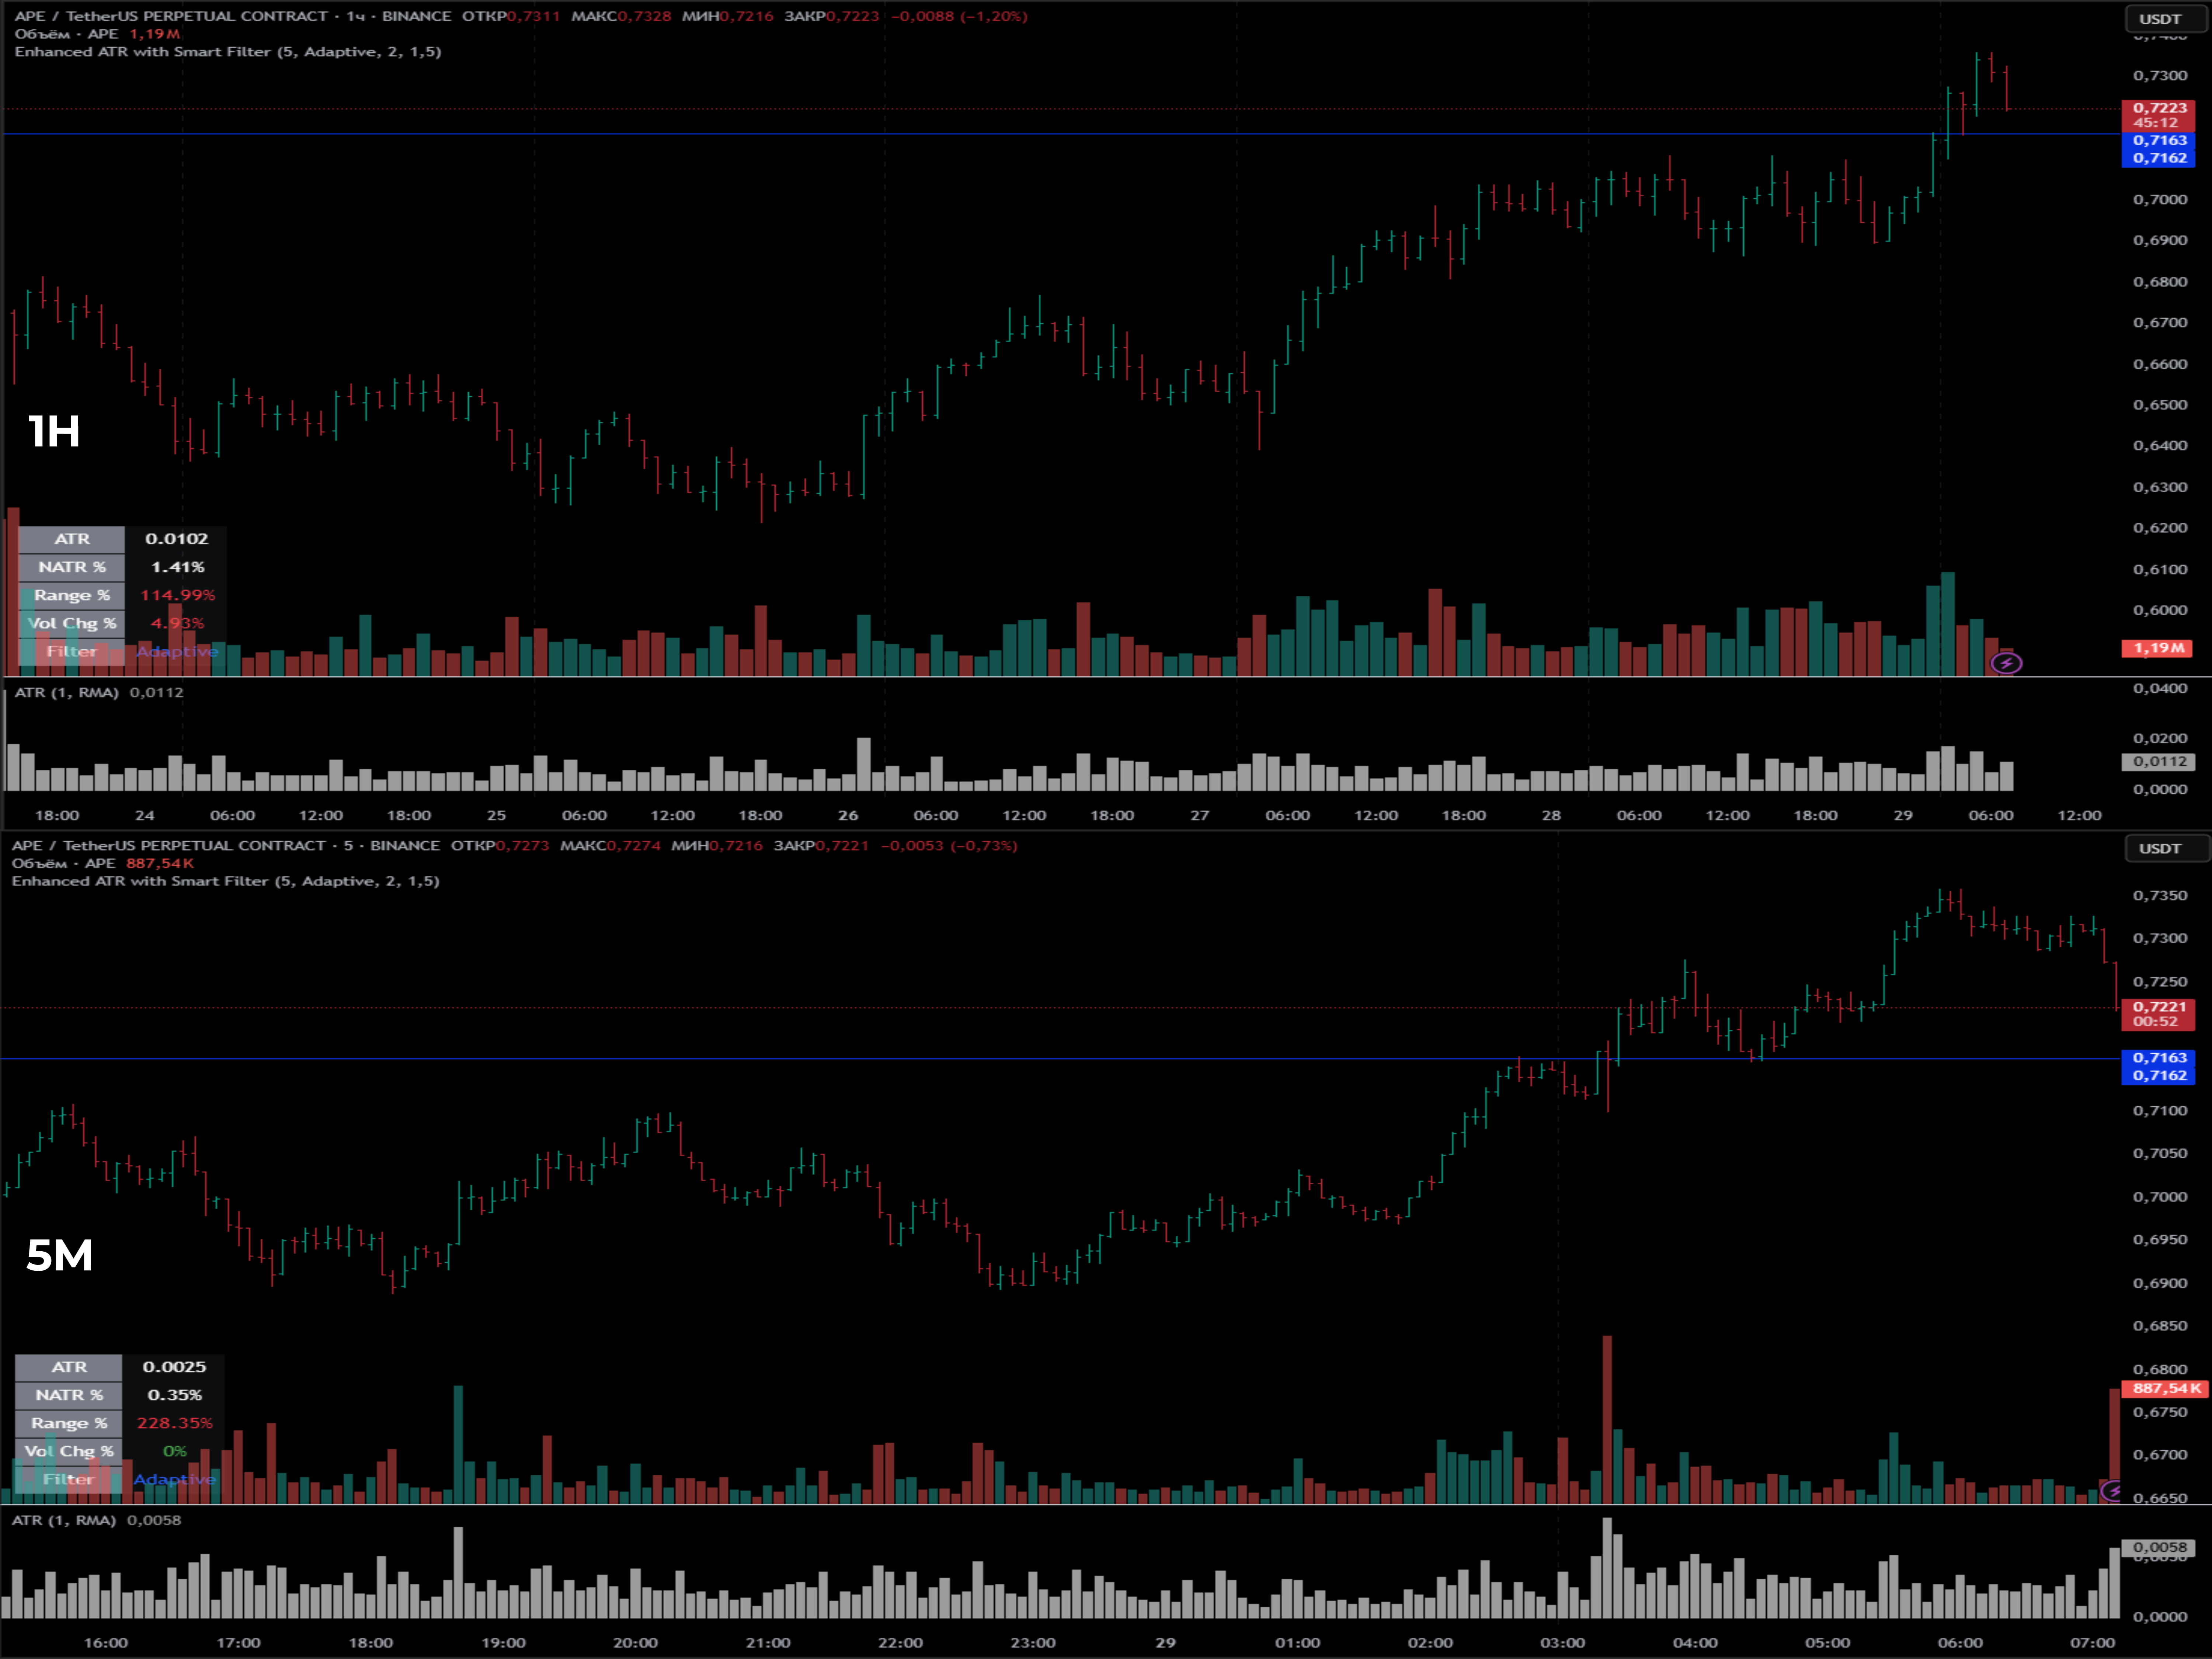 APE / TetherUS PERPETUAL CONTRACT · 1ч · BINANCE ОТКР0,7311 МАКС0,7328 МИН0,7216 ЗАКР0,7223 −0,0088 (−1,20%)
Объём · APE 1,19 M
Enhanced ATR with Smart Filter (5, Adaptive, 2, 1,5)
USDT
0,7300
0,7223
45:12
0,7163
0,7162
0,7000
0,6900
0,6800
0,6700
0,6600
0,6500
0,6400
0,6300
0,6200
0,6100
0,6000
1,19 M
1H
ATR 0.0102
NATR % 1.41%
Range % 114.99%
Vol Chg % 4.93%
Filter Adaptive
ATR (1, RMA) 0,0112
0,0400
0,0200
0,0112
0,0000
18:00 24 06:00 12:00 18:00 25 06:00 12:00 18:00 26 06:00 12:00 18:00 27 06:00 12:00 18:00 28 06:00 12:00 18:00 29 06:00 12:00
APE / TetherUS PERPETUAL CONTRACT · 5 · BINANCE ОТКР0,7273 МАКС0,7274 МИН0,7216 ЗАКР0,7221 −0,0053 (−0,73%)
Объём · APE 887,54 K
Enhanced ATR with Smart Filter (5, Adaptive, 2, 1,5)
USDT
0,7350
0,7300
0,7250
0,7221
00:52
0,7163
0,7162
0,7100
0,7050
0,7000
0,6950
0,6900
0,6850
0,6800
887,54 K
0,6750
0,6700
0,6650
5M
ATR 0.0025
NATR % 0.35%
Range % 228.35%
Vol Chg % 0%
Filter Adaptive
ATR (1, RMA) 0,0058
0,0058
0,0000
16:00 17:00 18:00 19:00 20:00 21:00 22:00 23:00 29 01:00 02:00 03:00 04:00 05:00 06:00 07:00